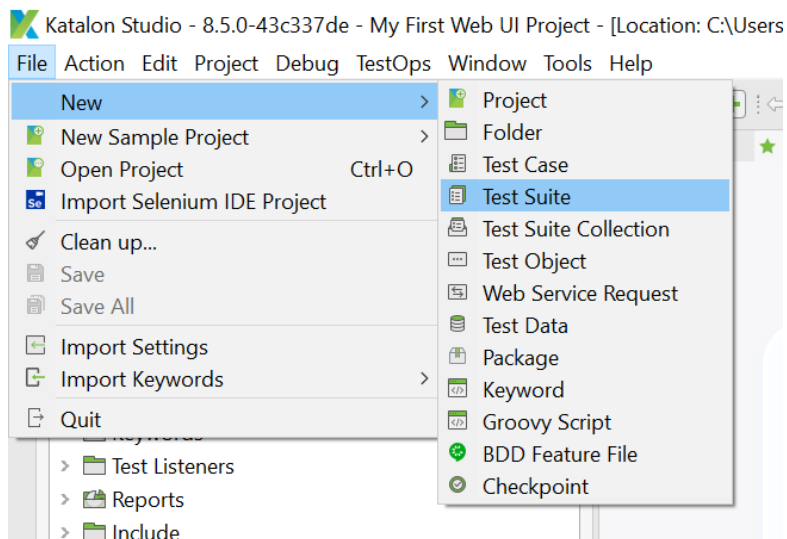 Katalon Studio - 8.5.0-43c337de - My First Web UI Project - [Location: C:\Users
File Action Edit Project Debug TestOps Window Tools Help
New
New Sample Project
Open Project Ctrl+O
Se Import Selenium IDE Project
Clean up...
Save
Save All
Import Settings
Import Keywords
Quit
Project
Folder
Test Case
Test Suite
Test Suite Collection
Test Object
Web Service Request
Test Data
Package
Keyword
Groovy Script
BDD Feature File
Checkpoint
Keywords
Test Listeners
Reports
Include